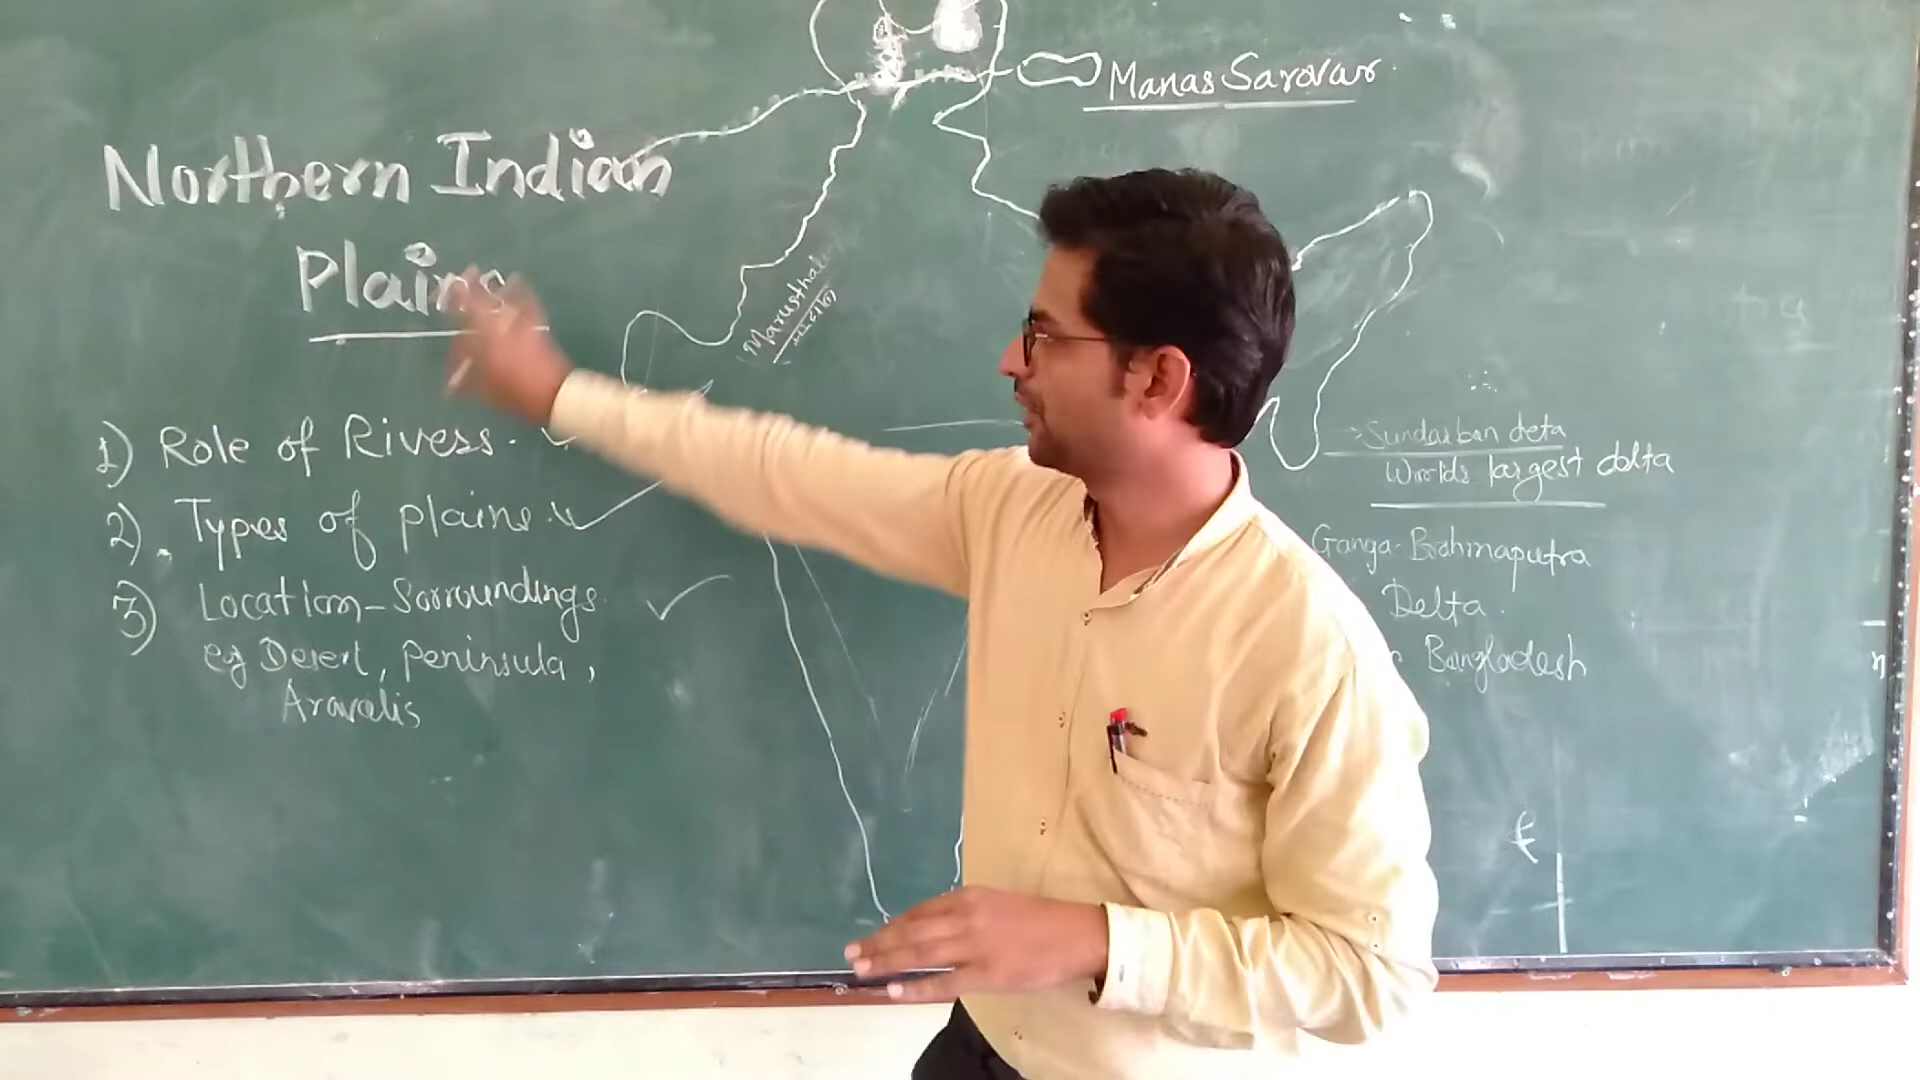 Manas Sarovar
Northern Indian
Plains
Marusthal
1) Role of Rivers.
2). Types of plains.
3) Location - Sorroundings.
eg Desert, Peninsula,
Aravalis
Sundarban deta
Worlds largest delta
Ganga-Brahmaputra
Delta.
Bangladesh